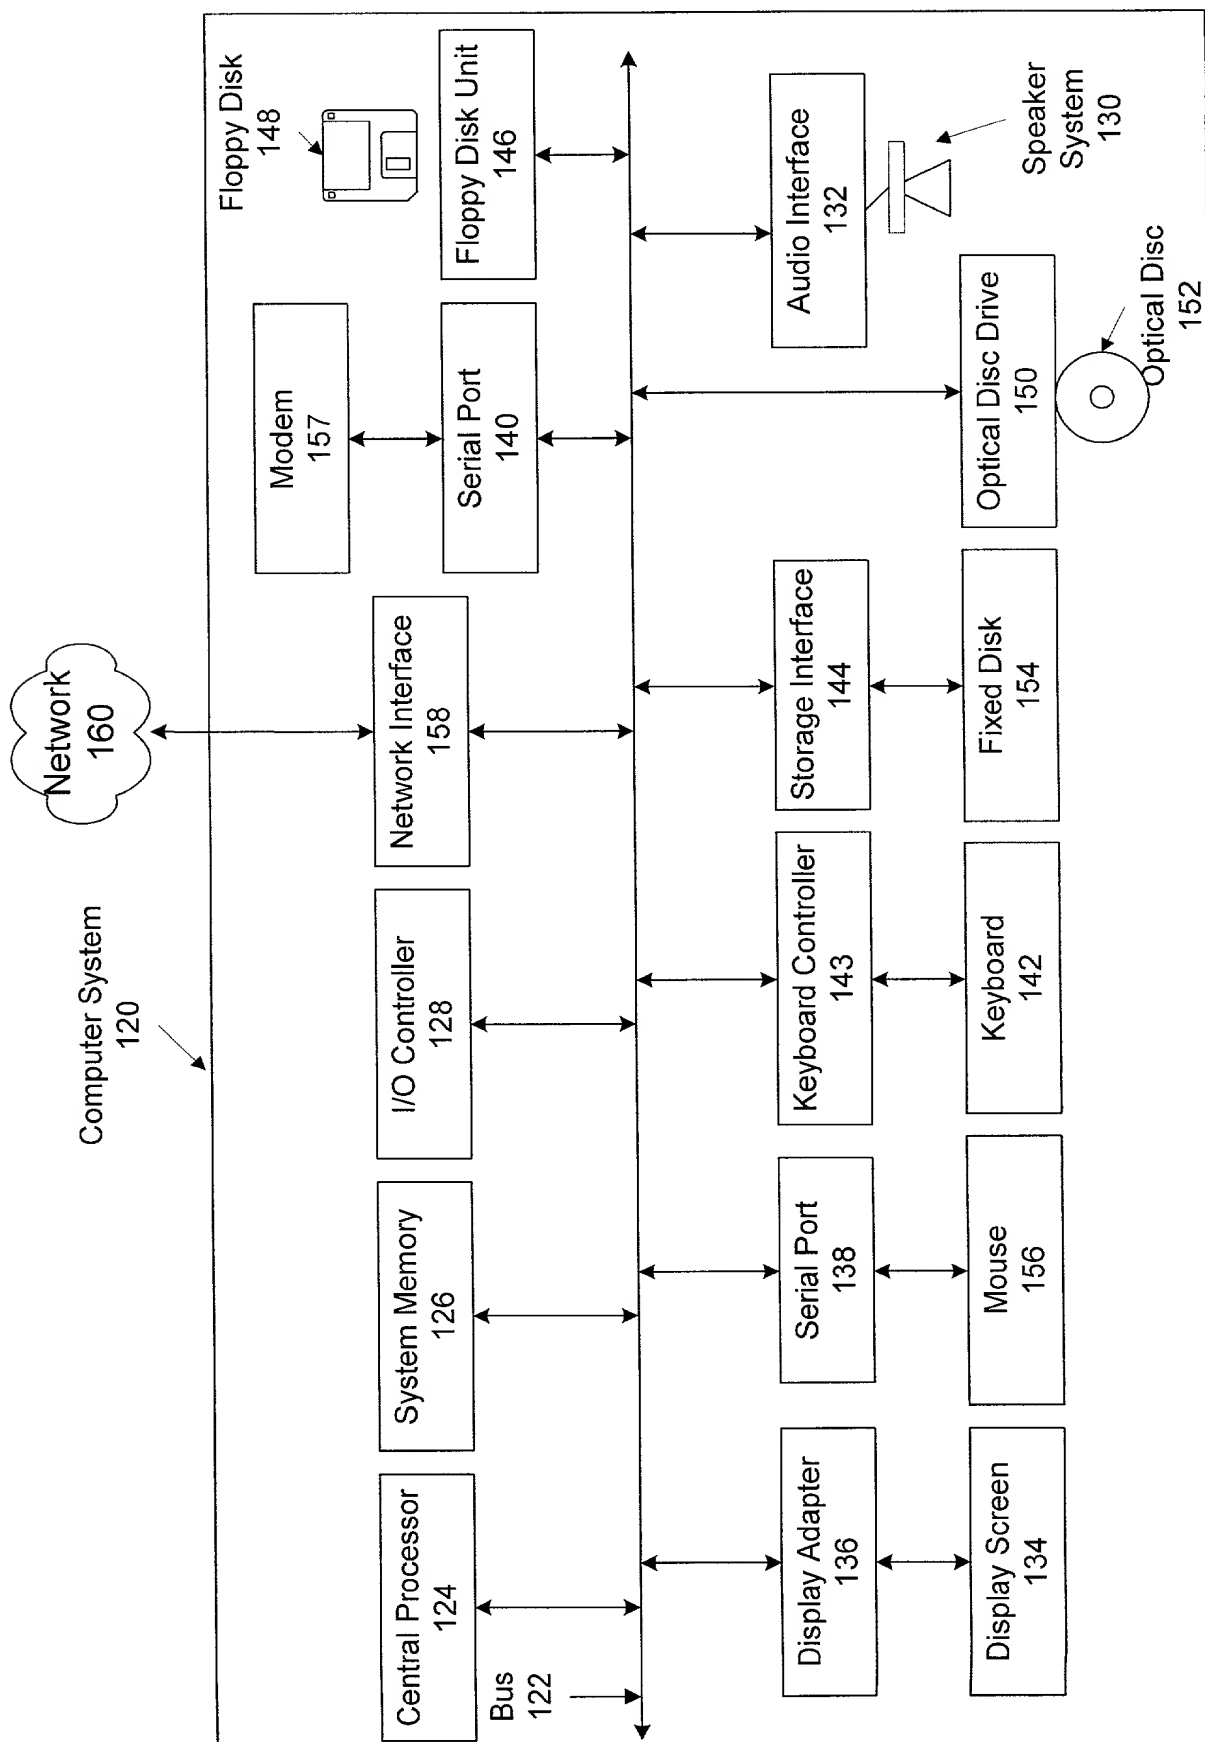 Network
160
Computer System
120
Floppy Disk
148
Modem
157
Central Processor
124
System Memory
126
I/O Controller
128
Network Interface
158
Serial Port
140
Floppy Disk Unit
146
Bus
122
Display Adapter
136
Serial Port
138
Keyboard Controller
143
Storage Interface
144
Audio Interface
132
Display Screen
134
Mouse
156
Keyboard
142
Fixed Disk
154
Optical Disc Drive
150
Speaker
System
130
Optical Disc
152